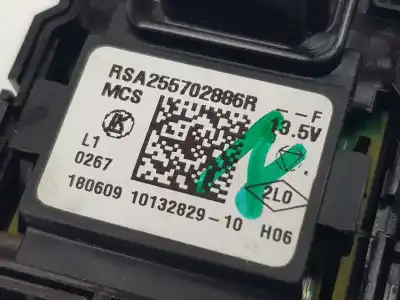 RSA255702886R
MCS
--F
13.5V
L1
0267
2L0
180609 10132829-10 H06